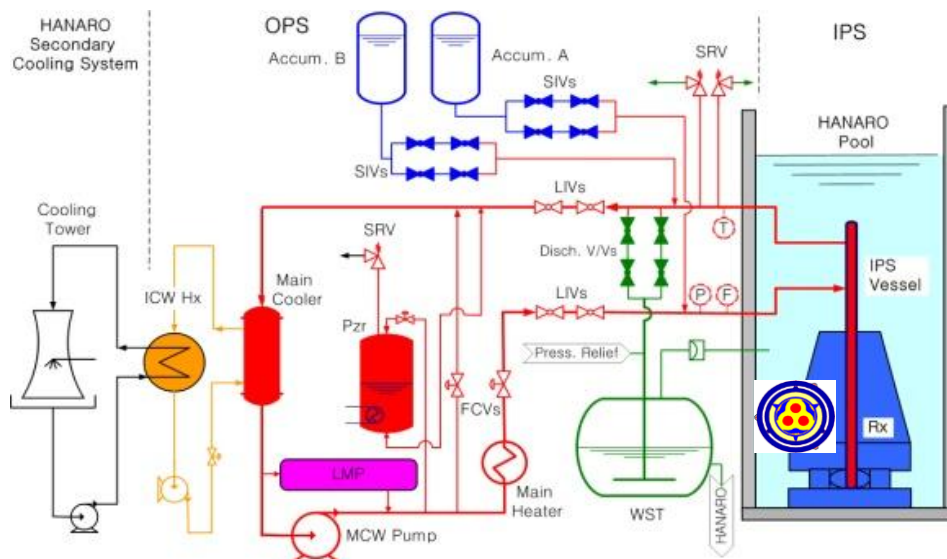 HANARO
Secondary
Cooling System
OPS
IPS
Accum. B
Accum. A
SRV
SIVs
HANARO
Pool
SIVs
LIVs
Cooling
Tower
SRV
T
Disch. V/Vs
IPS
Vessel
ICW Hx
Main
Cooler
LIVs
P
F
Pzr
Press. Relief
FCVs
Rx
LMP
Main
Heater
WST
HANARO
MCW Pump